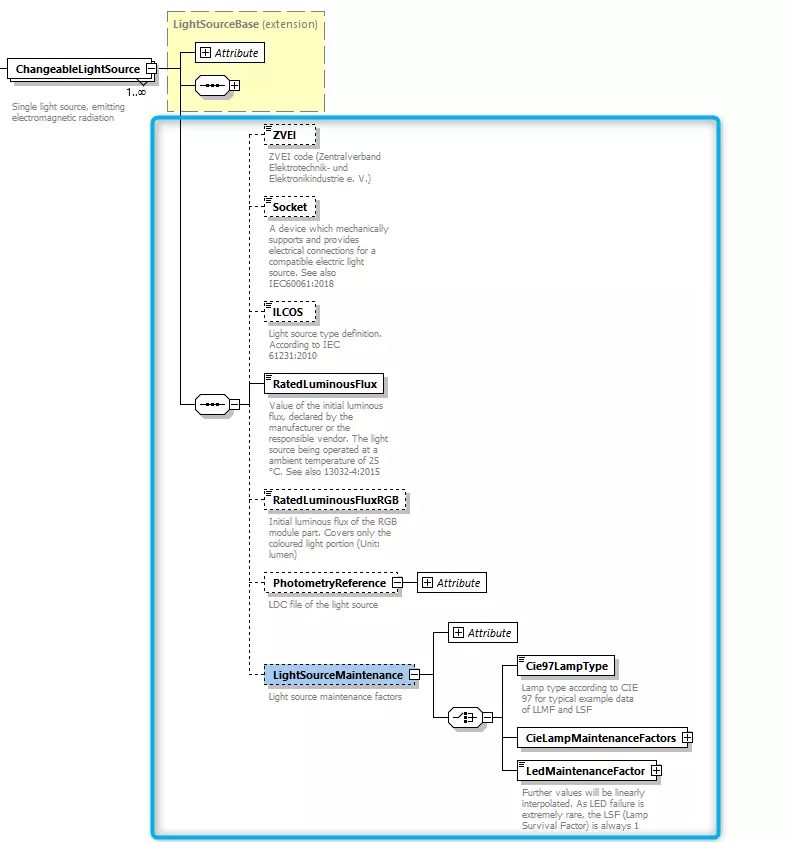 LightSourceBase (extension)
Attribute
ChangeableLightSource
1..∞
Single light source, emitting
electromagnetic radiation
ZVEI
ZVEI code (Zentralverband
Elektrotechnik- und
Elektronikindustrie e. V.)
Socket
A device which mechanically
supports and provides
electrical connections for a
compatible electric light
source. See also
IEC60061:2018
ILCOS
Light source type definition.
According to IEC
61231:2010
RatedLuminousFlux
Value of the initial luminous
flux, declared by the
manufacturer or the
responsible vendor. The light
source being operated at a
ambient temperature of 25
°C. See also 13032-4:2015
RatedLuminousFluxRGB
Initial luminous flux of the RGB
module part. Covers only the
coloured light portion (Unit:
lumen)
PhotometryReference
Attribute
LDC file of the light source
Attribute
LightSourceMaintenance
Light source maintenance factors
Cie97LampType
Lamp type according to CIE
97 for typical example data
of LLMF and LSF
CieLampMaintenanceFactors
LedMaintenanceFactor
Further values will be linearly
interpolated. As LED failure is
extremely rare, the LSF (Lamp
Survival Factor) is always 1